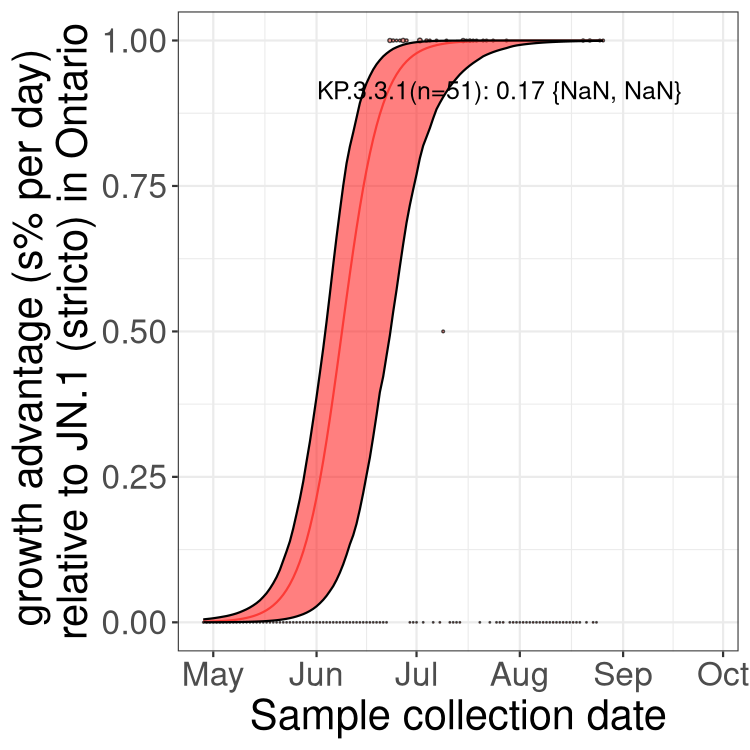 growth advantage (s% per day)
relative to JN.1 (stricto) in Ontario
1.00
0.75
0.50
0.25
0.00
KP.3.3.1(n=51): 0.17 {NaN, NaN}
May Jun Jul Aug Sep Oct
Sample collection date